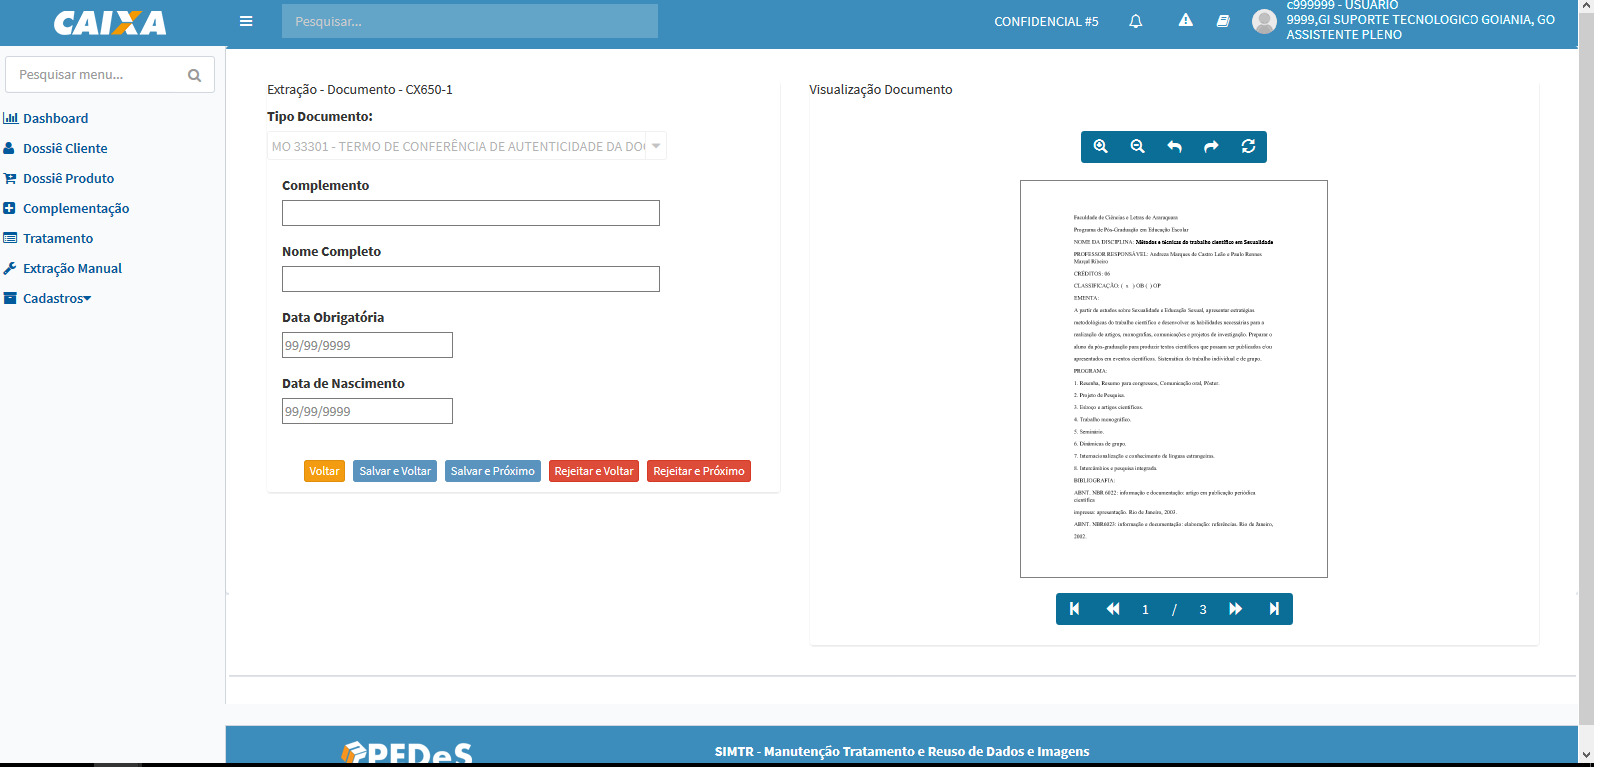 CAIXA
Pesquisar...
CONFIDENCIAL #5
c999999 - USUARIO
9999,GI SUPORTE TECNOLOGICO GOIANIA, GO
ASSISTENTE PLENO
Pesquisar menu...
Dashboard
Dossiê Cliente
Dossiê Produto
Complementação
Tratamento
Extração Manual
Cadastros
Extração - Documento - CX650-1
Tipo Documento:
MO 33301 - TERMO DE CONFERÊNCIA DE AUTENTICIDADE DA DO
Complemento
Nome Completo
Data Obrigatória
99/99/9999
Data de Nascimento
99/99/9999
Voltar
Salvar e Voltar
Salvar e Próximo
Rejeitar e Voltar
Rejeitar e Próximo
Visualização Documento
Faculdade de Ciências e Letras de Araraquara
Programa de Pós-Graduação em Educação Escolar
NOME DA DISCIPLINA: Métodos e técnicas do trabalho científico em Sexualidade
PROFESSOR RESPONSÁVEL: Andreza Marques de Castro Leão e Paulo Rennes
Marçal Ribeiro
CRÉDITOS: 06
CLASSIFICAÇÃO: ( x ) OB ( ) OP
EMENTA:
A partir de estudos sobre Sexualidade e Educação Sexual, apresentar estratégias
metodológicas do trabalho científico e desenvolver as habilidades necessárias para a
realização de artigos, monografias, comunicações e projetos de investigação. Preparar o
aluno da pós-graduação para produzir textos científicos que possam ser publicados e/ou
apresentados em eventos científicos. Sistemática do trabalho individual e de grupo.
PROGRAMA:
1. Resenha, Resumo para congressos, Comunicação oral, Pôster.
2. Projeto de Pesquisa.
3. Esboço e artigos científicos.
4. Trabalho monográfico.
5. Seminário.
6. Dinâmicas de grupo.
7. Internacionalização e conhecimento de línguas estrangeiras.
8. Intercâmbios e pesquisa integrada.
BIBLIOGRAFIA:
ABNT. NBR 6022: informação e documentação: artigo em publicação periódica
científica
impressa: apresentação. Rio de Janeiro, 2003.
ABNT. NBR6023: informação e documentação: elaboração: referências. Rio de Janeiro,
2002.
1 / 3
PEDeS
SIMTR - Manutenção Tratamento e Reuso de Dados e Imagens